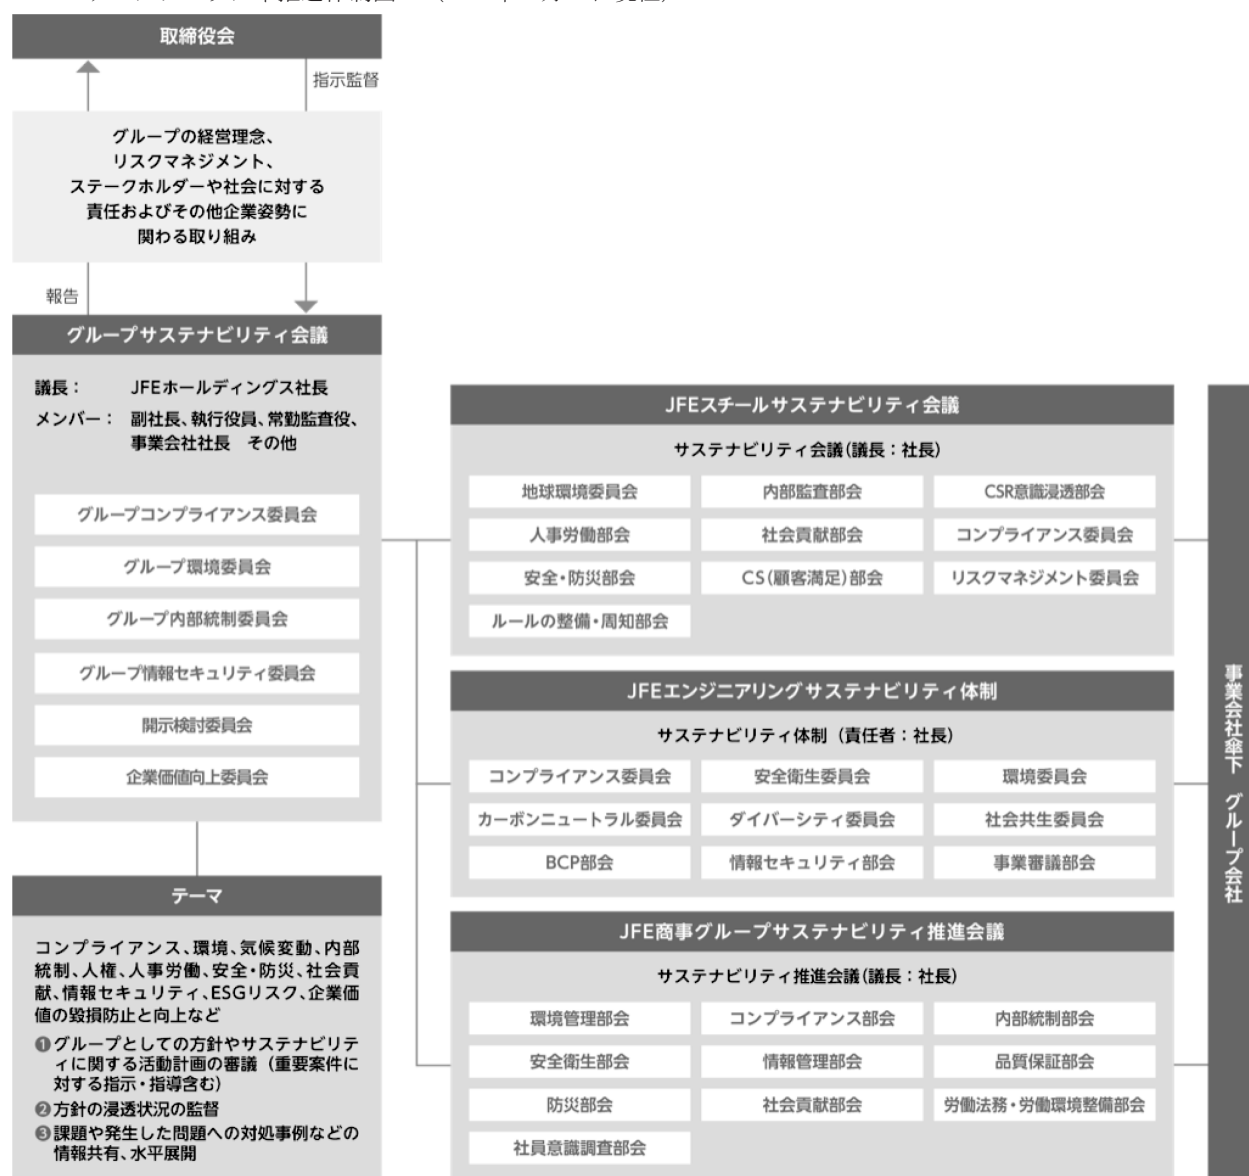 取締役会
指示監督
グループの経営理念、
リスクマネジメント、
ステークホルダーや社会に対する
責任およびその他企業姿勢に
関わる取り組み
報告
グループサステナビリティ会議
議長： JFEホールディングス社長
メンバー： 副社長、執行役員、常勤監査役、
事業会社社長 その他
グループコンプライアンス委員会
グループ環境委員会
グループ内部統制委員会
グループ情報セキュリティ委員会
開示検討委員会
企業価値向上委員会
テーマ
コンプライアンス、環境、気候変動、内部
統制、人権、人事労働、安全・防災、社会貢
献、情報セキュリティ、ESGリスク、企業価
値の毀損防止と向上など
❶グループとしての方針やサステナビリテ
ィに関する活動計画の審議（重要案件に
対する指示・指導含む）
❷方針の浸透状況の監督
❸課題や発生した問題への対処事例などの
情報共有、水平展開
JFEスチールサステナビリティ会議
サステナビリティ会議（議長：社長）
地球環境委員会 内部監査部会 CSR意識浸透部会
人事労働部会 社会貢献部会 コンプライアンス委員会
安全・防災部会 CS（顧客満足）部会 リスクマネジメント委員会
ルールの整備・周知部会
JFEエンジニアリングサステナビリティ体制
サステナビリティ体制（責任者：社長）
コンプライアンス委員会 安全衛生委員会 環境委員会
カーボンニュートラル委員会 ダイバーシティ委員会 社会共生委員会
BCP部会 情報セキュリティ部会 事業審議部会
JFE商事グループサステナビリティ推進会議
サステナビリティ推進会議（議長：社長）
環境管理部会 コンプライアンス部会 内部統制部会
安全衛生部会 情報管理部会 品質保証部会
防災部会 社会貢献部会 労働法務・労働環境整備部会
社員意識調査部会
事業会社傘下 グループ会社